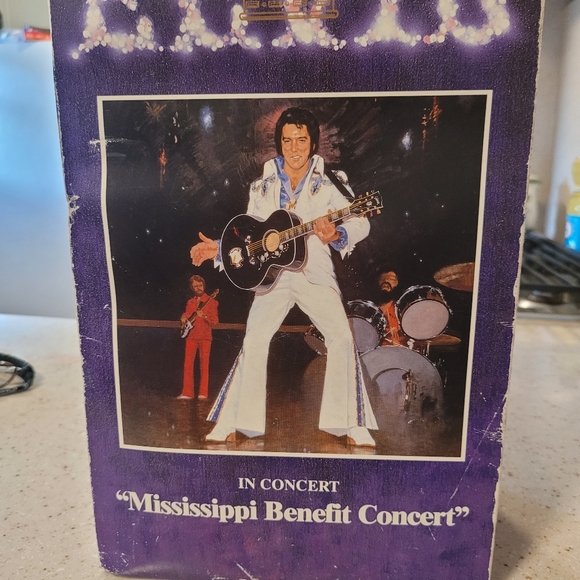 IN CONCERT
“Mississippi Benefit Concert”